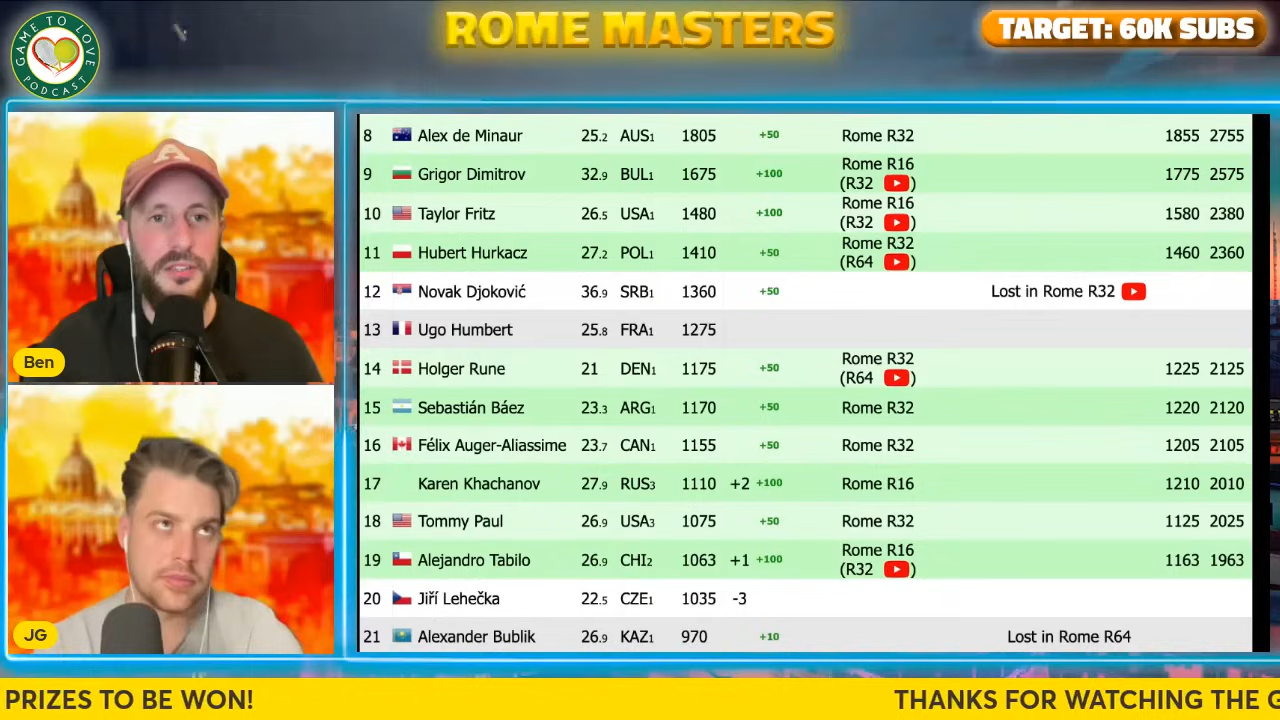 GAME TO LOVE
PODCAST
ROME MASTERS
TARGET: 60K SUBS
Ben
JG
8 Alex de Minaur 25.2 AUS1 1805 +50 Rome R32 1855 2755
9 Grigor Dimitrov 32.9 BUL1 1675 +100 Rome R16 (R32 ) 1775 2575
10 Taylor Fritz 26.5 USA1 1480 +100 Rome R16 (R32 ) 1580 2380
11 Hubert Hurkacz 27.2 POL1 1410 +50 Rome R32 (R64 ) 1460 2360
12 Novak Djoković 36.9 SRB1 1360 +50 Lost in Rome R32
13 Ugo Humbert 25.8 FRA1 1275
14 Holger Rune 21 DEN1 1175 +50 Rome R32 (R64 ) 1225 2125
15 Sebastián Báez 23.3 ARG1 1170 +50 Rome R32 1220 2120
16 Félix Auger-Aliassime 23.7 CAN1 1155 +50 Rome R32 1205 2105
17 Karen Khachanov 27.9 RUS3 1110 +2 +100 Rome R16 1210 2010
18 Tommy Paul 26.9 USA3 1075 +50 Rome R32 1125 2025
19 Alejandro Tabilo 26.9 CHI2 1063 +1 +100 Rome R16 (R32 ) 1163 1963
20 Jiří Lehečka 22.5 CZE1 1035 -3
21 Alexander Bublik 26.9 KAZ1 970 +10 Lost in Rome R64
PRIZES TO BE WON! THANKS FOR WATCHING THE G